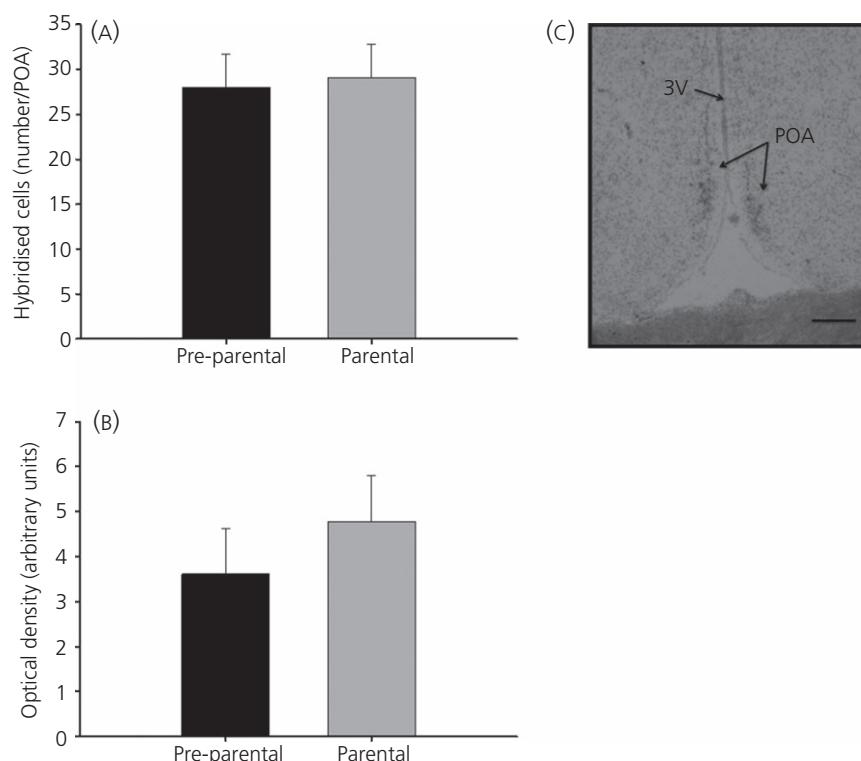 (A)
Hybridised cells (number/POA)
35
30
25
20
15
10
5
0
Pre-parental Parental
(B)
Optical density (arbitrary units)
7
6
5
4
3
2
1
0
Pre-parental Parental
(C)
3V
POA